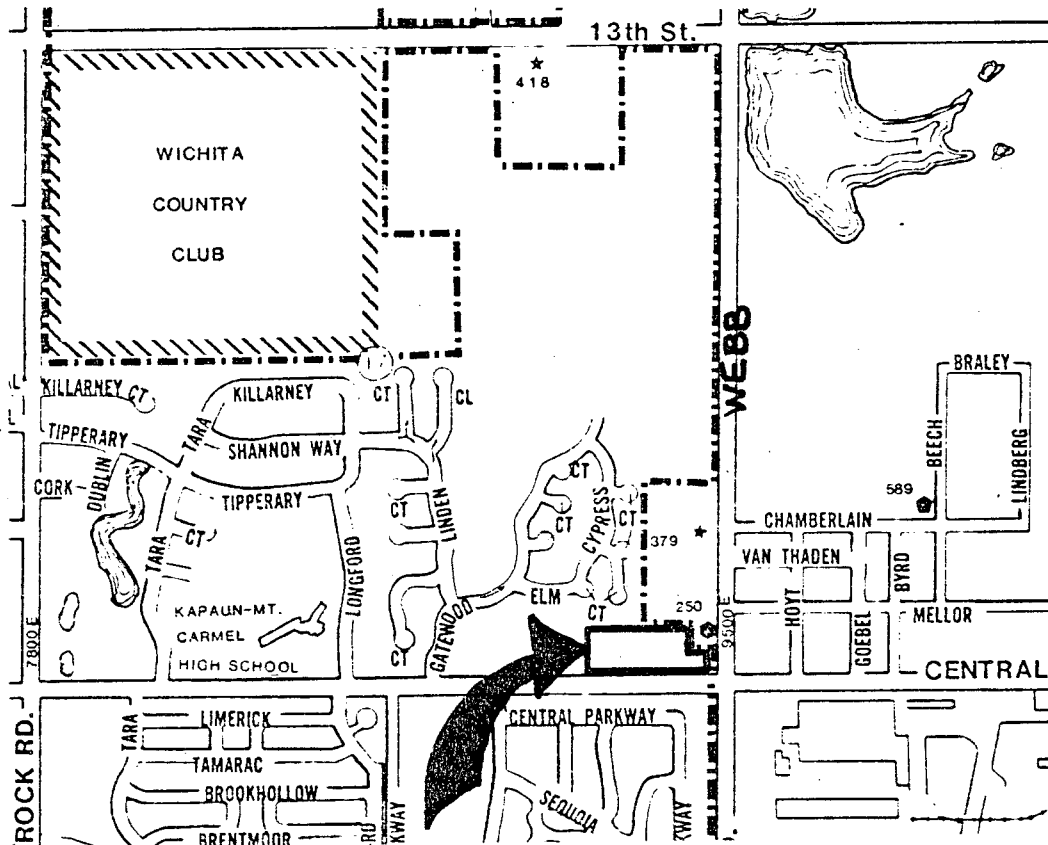 13th St.
418
WICHITA
COUNTRY
CLUB
WEBB
BRALEY
KILLARNEY CT
KILLARNEY
CT
CL
TIPPERARY
TARA
SHANNON WAY
BEECH
LINDBERG
DUBLIN
CORK
TIPPERARY
CT
LINDEN
CT
CT
CYPRESS
CT
589
CHAMBERLAIN
TARA
CT
379
VAN THADEN
BYRD
LONGFORD
ELM
CT
250
HOYT
GOEBEL
MELLOR
KAPAUN-MT.
CARMEL
HIGH SCHOOL
7800 E
CT
GATEWOOD
9500 E
CENTRAL
ROCK RD.
TARA
LIMERICK
CENTRAL PARKWAY
TAMARAC
BROOKHOLLOW
SEQUOIA
BRENTMOOR
RD
KWAY
KWAY